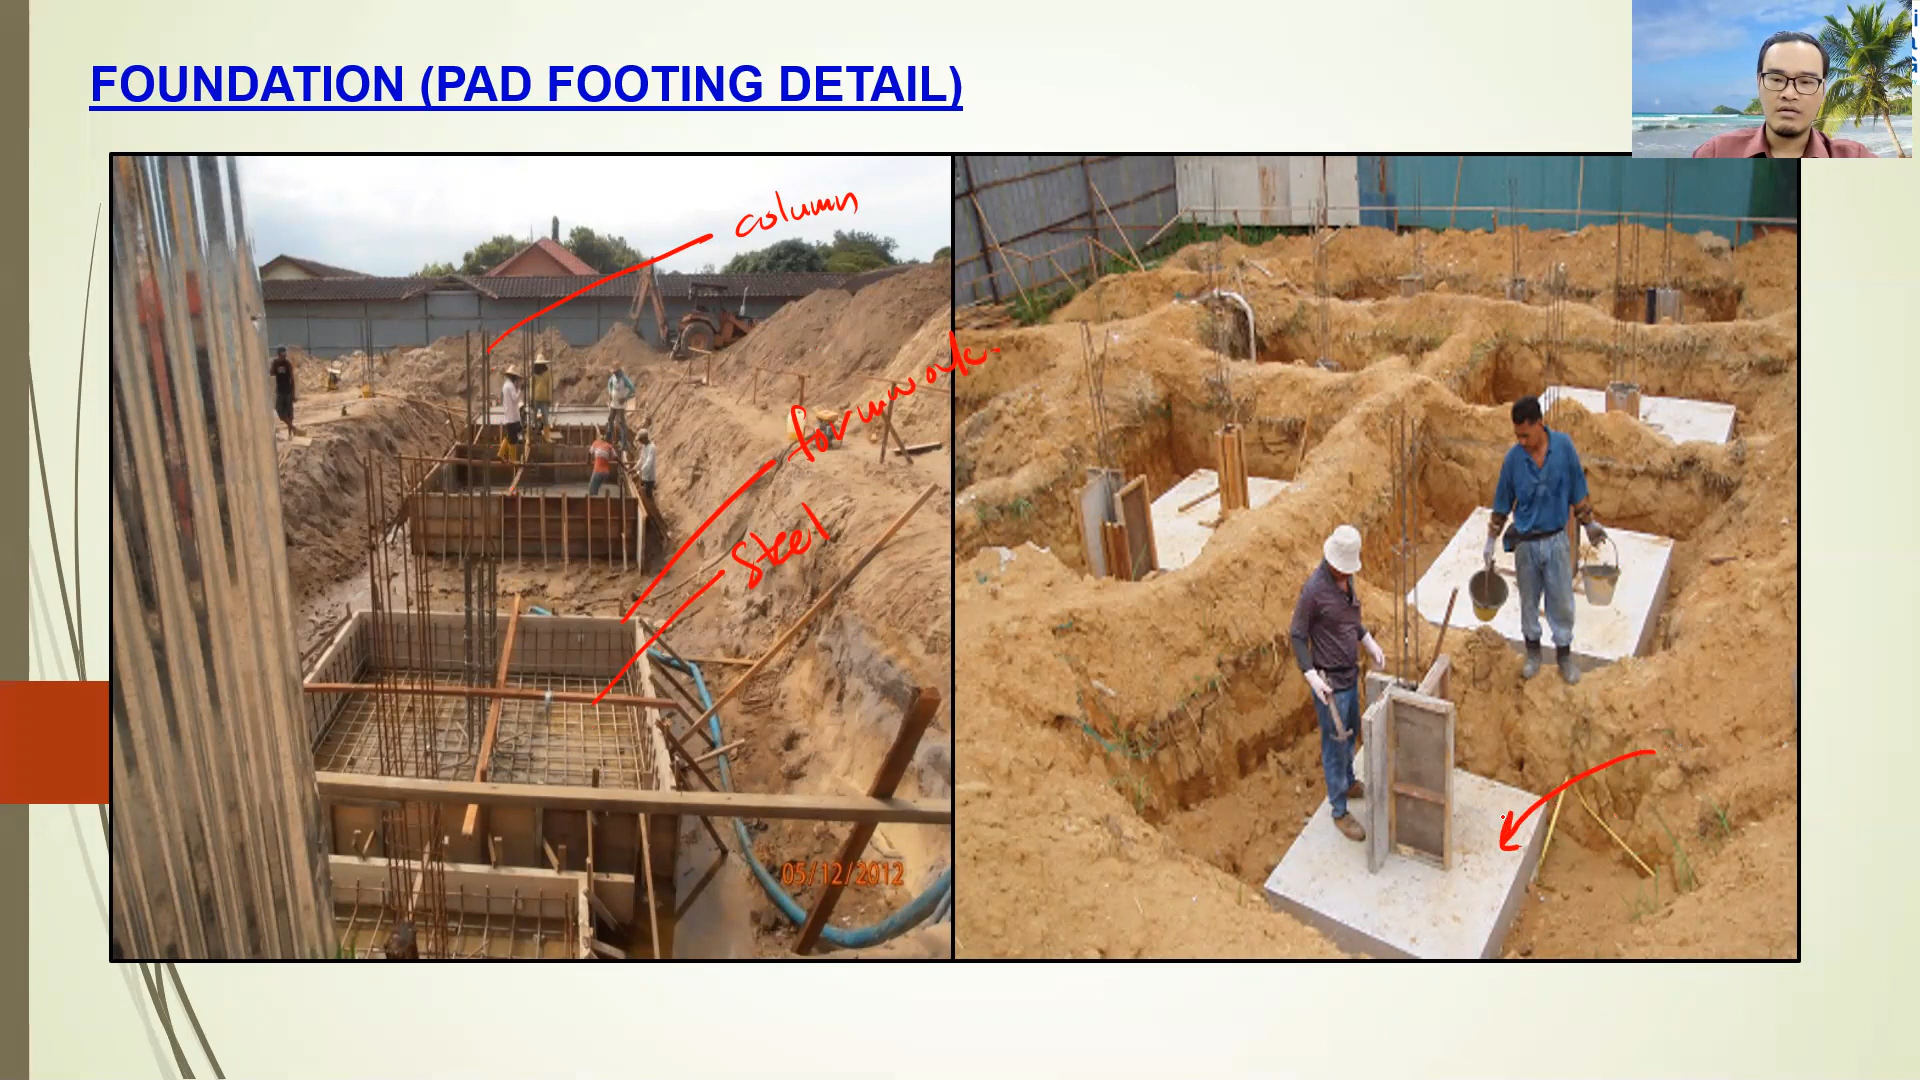 FOUNDATION (PAD FOOTING DETAIL)
column
formwork.
Steel
05/12/2012